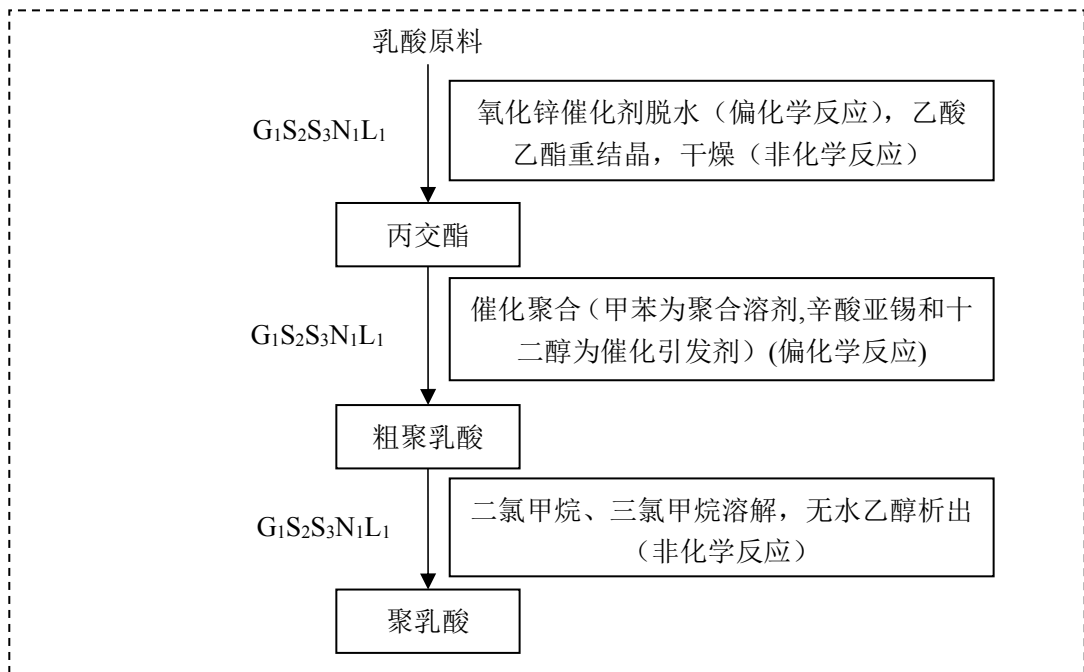 乳酸原料
G₁S₂S₃N₁L₁
氧化锌催化剂脱水（偏化学反应），乙酸
乙酯重结晶，干燥（非化学反应）
丙交酯
G₁S₂S₃N₁L₁
催化聚合（甲苯为聚合溶剂,辛酸亚锡和十
二醇为催化引发剂）(偏化学反应)
粗聚乳酸
G₁S₂S₃N₁L₁
二氯甲烷、三氯甲烷溶解，无水乙醇析出
（非化学反应）
聚乳酸